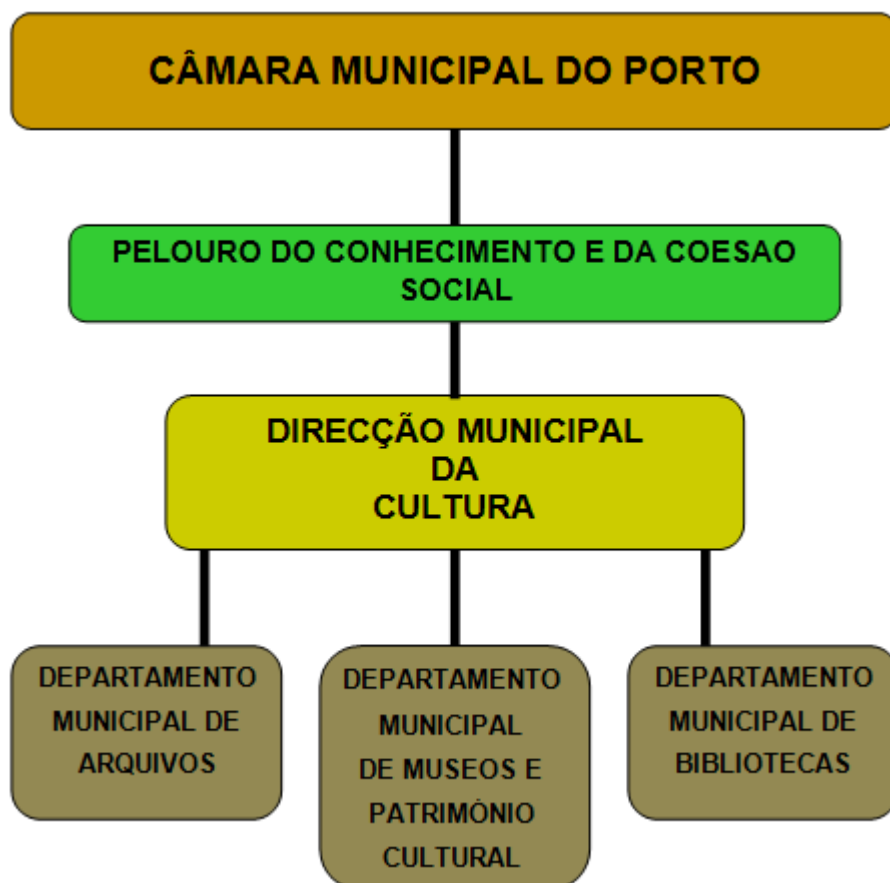 CÂMARA MUNICIPAL DO PORTO
PELOURO DO CONHECIMENTO E DA COESAO
SOCIAL
DIRECÇÃO MUNICIPAL
DA
CULTURA
DEPARTAMENTO
MUNICIPAL DE
ARQUIVOS
DEPARTAMENTO
MUNICIPAL
DE MUSEOS E
PATRIMÓNIO
CULTURAL
DEPARTAMENTO
MUNICIPAL DE
BIBLIOTECAS